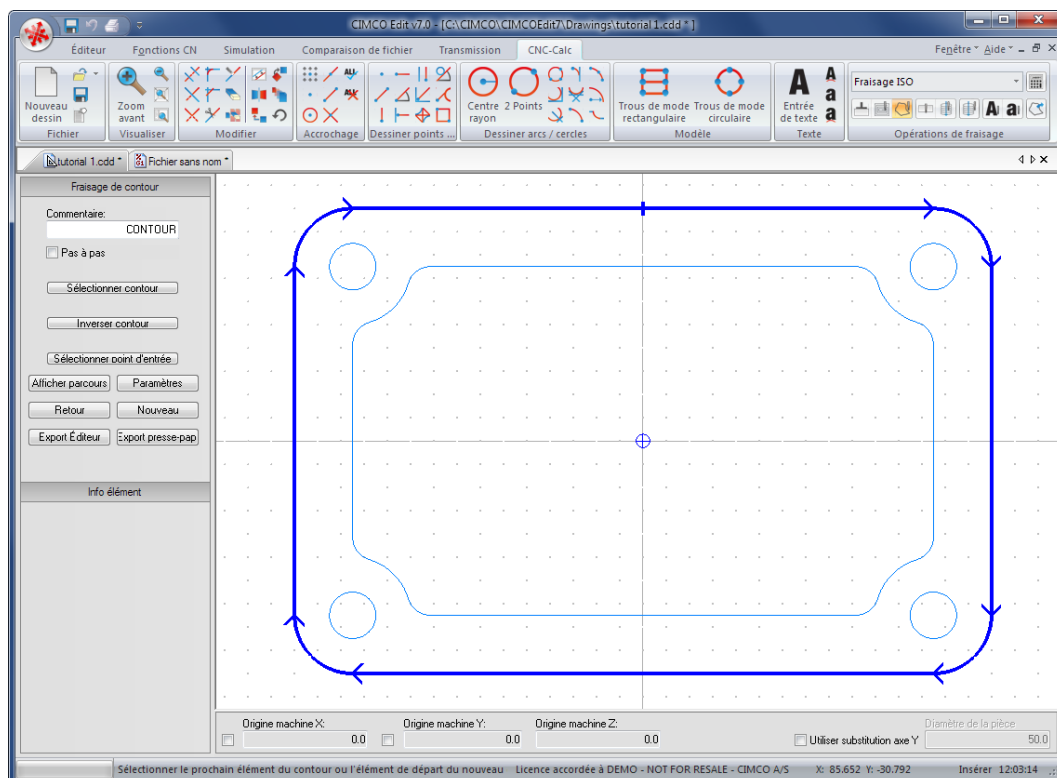 CIMCO Edit v7.0 - [C:\CIMCO\CIMCOEdit7\Drawings\tutorial 1.cdd * ]
Éditeur Fonctions CN Simulation Comparaison de fichier Transmission CNC-Calc Fenêtre Aide
Nouveau dessin
Zoom avant
Centre rayon
2 Points
Trous de mode rectangulaire
Trous de mode circulaire
Entrée de texte
Fraisage ISO
Fichier Visualiser Modifier Accrochage Dessiner points ... Dessiner arcs / cercles Modèle Texte Opérations de fraisage
tutorial 1.cdd * Fichier sans nom *
Fraisage de contour
Commentaire:
CONTOUR
Pas à pas
Sélectionner contour
Inverser contour
Sélectionner point d'entrée
Afficher parcours Paramètres
Retour Nouveau
Export Éditeur Export presse-pap
Info élément
Origine machine X: Origine machine Y: Origine machine Z: Diamètre de la pièce
0.0 0.0 0.0 Utiliser substitution axe Y 50.0
Sélectionner le prochain élément du contour ou l'élément de départ du nouveau Licence accordée à DEMO - NOT FOR RESALE - CIMCO A/S X: 85.652 Y: -30.792 Insérer 12:03:14